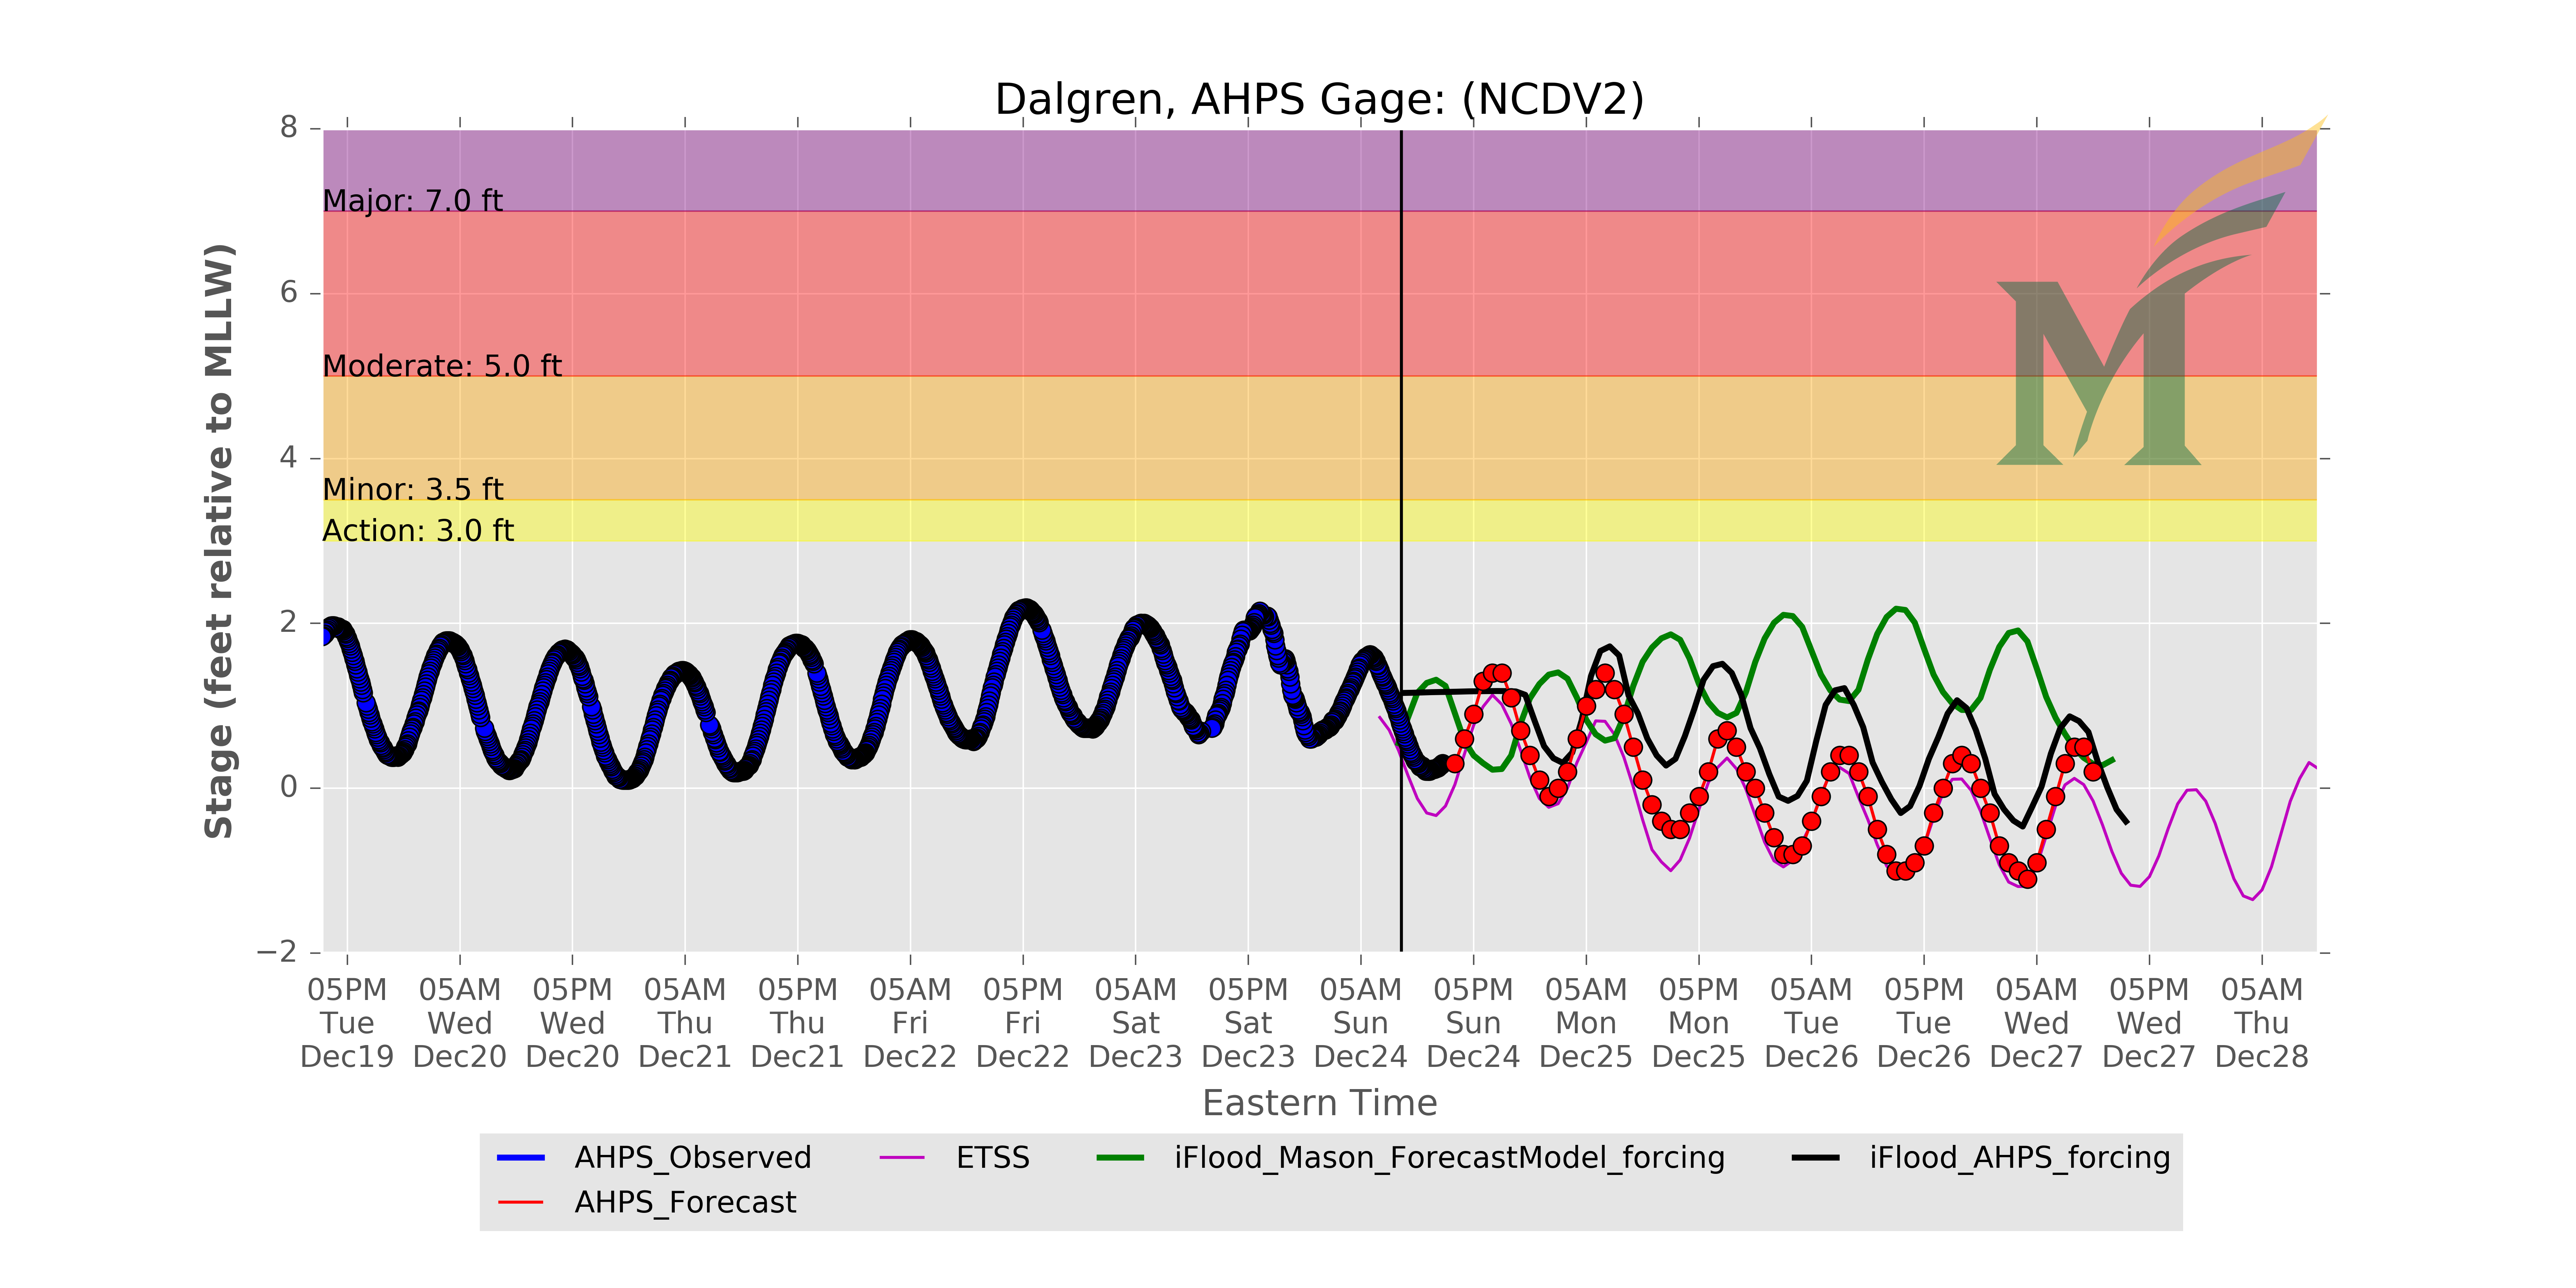 Dalgren, AHPS Gage: (NCDV2)
8
Major: 7.0 ft
6
Moderate: 5.0 ft
4
Minor: 3.5 ft
Action: 3.0 ft
2
0
−2
Stage (feet relative to MLLW)
M
05PM 05AM 05PM 05AM 05PM 05AM 05PM 05AM 05PM 05AM 05PM 05AM 05PM 05AM 05PM 05AM 05PM 05AM
Tue Wed Wed Thu Thu Fri Fri Sat Sat Sun Sun Mon Mon Tue Tue Wed Wed Thu
Dec19 Dec20 Dec20 Dec21 Dec21 Dec22 Dec22 Dec23 Dec23 Dec24 Dec24 Dec25 Dec25 Dec26 Dec26 Dec27 Dec27 Dec28
Eastern Time
AHPS_Observed ETSS iFlood_Mason_ForecastModel_forcing iFlood_AHPS_forcing
AHPS_Forecast